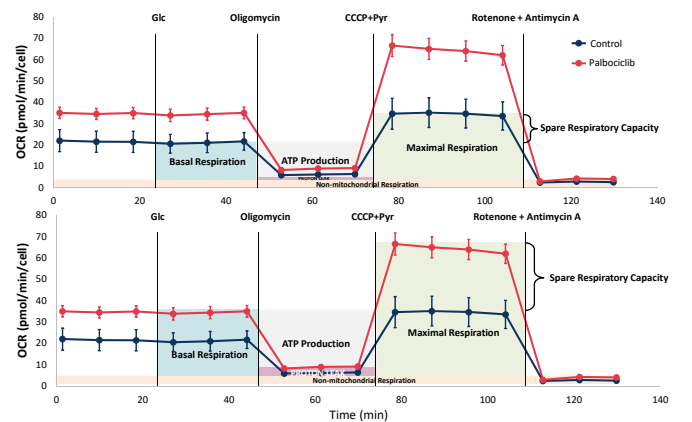 Glc
Oligomycin
CCCP+Pyr
Rotenone + Antimycin A
OCR (pmol/min/cell)
80
70
60
50
40
30
20
10
0
Control
Palbociclib
Basal Respiration
ATP Production
PROTON LEAK
Maximal Respiration
Non-mitochondrial Respiration
Spare Respiratory Capacity
0
20
40
60
80
100
120
140
Glc
Oligomycin
CCCP+Pyr
Rotenone + Antimycin A
OCR (pmol/min/cell)
80
70
60
50
40
30
20
10
0
Basal Respiration
ATP Production
PROTON LEAK
Maximal Respiration
Non-mitochondrial Respiration
Spare Respiratory Capacity
0
20
40
60
80
100
120
140
Time (min)